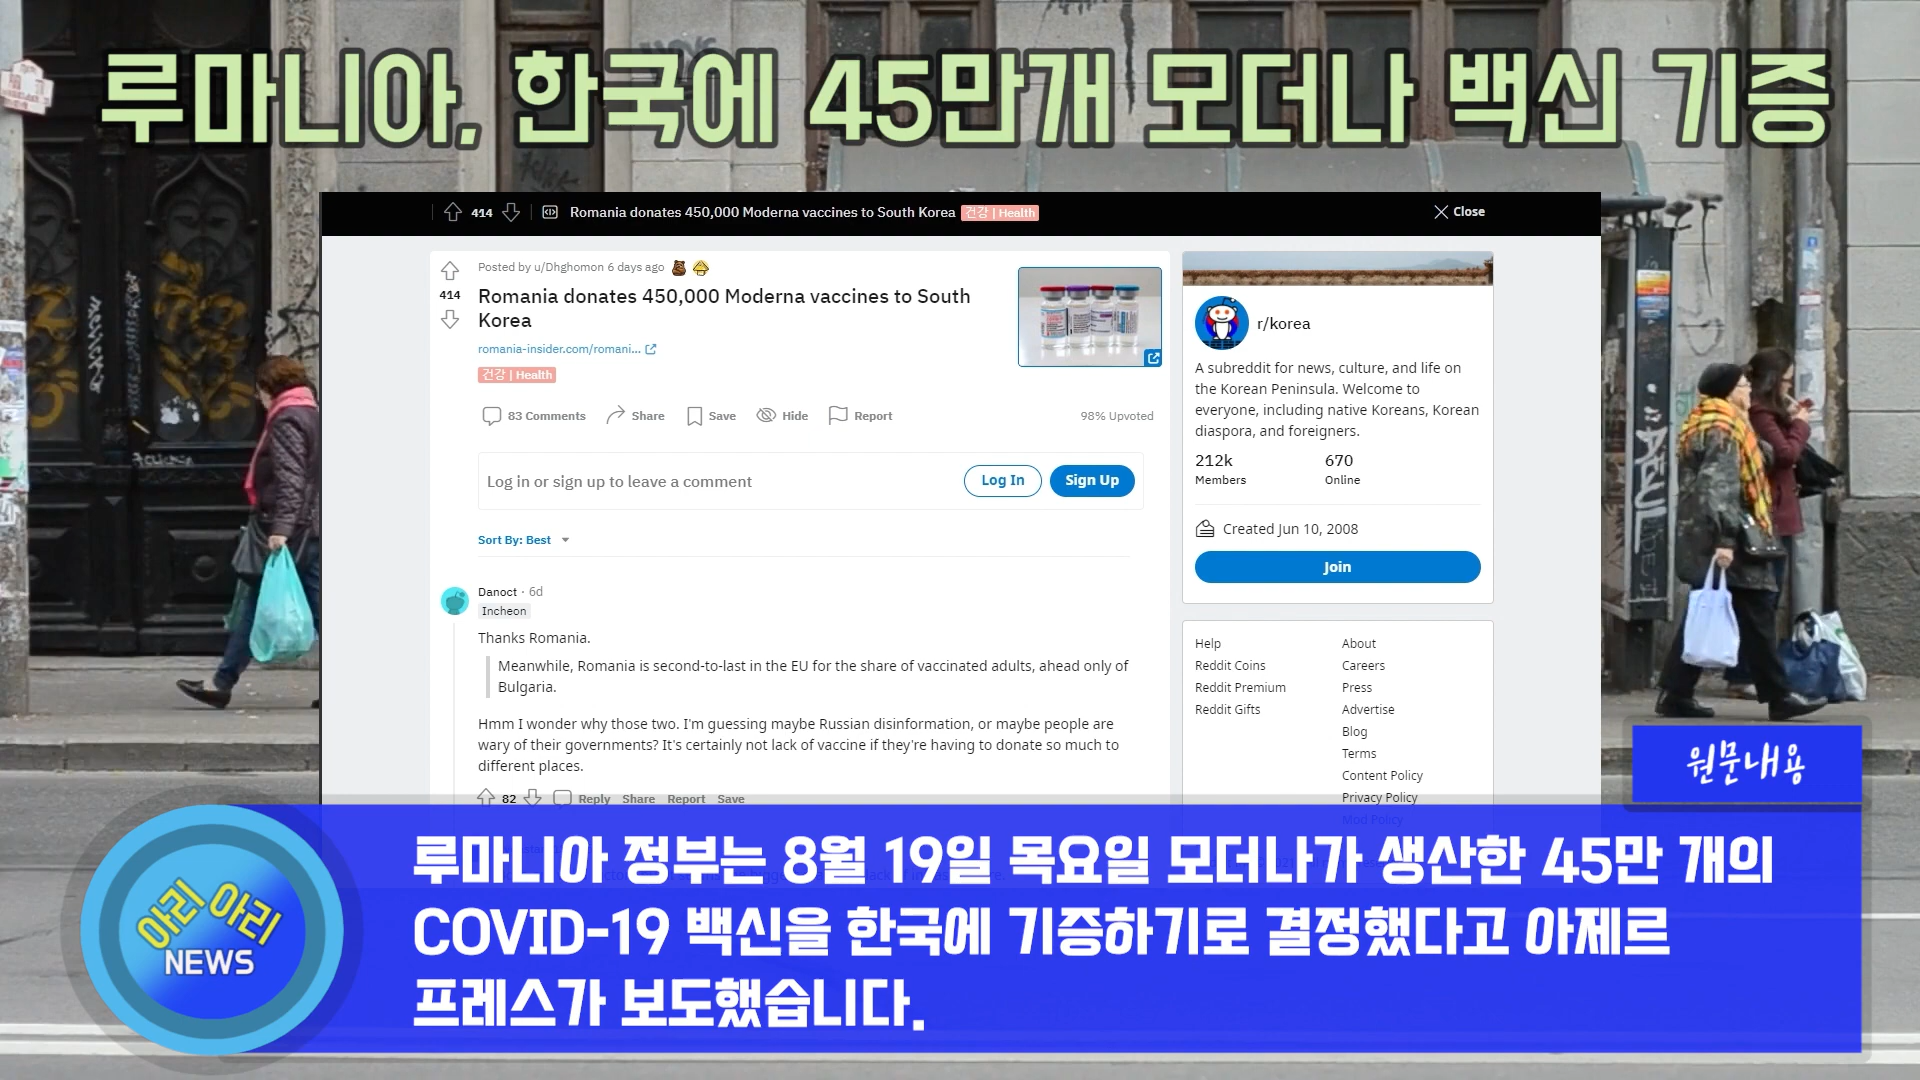 루마니아, 한국에 45만개 모더나 백신 기증
414 Romania donates 450,000 Moderna vaccines to South Korea 건강 | Health Close
Posted by u/Dhghomon 6 days ago
414
Romania donates 450,000 Moderna vaccines to South
Korea
romania-insider.com/romani...
건강 | Health
83 Comments Share Save Hide Report 98% Upvoted
Log in or sign up to leave a comment Log In Sign Up
Sort By: Best
Danoct · 6d
Incheon
Thanks Romania.
Meanwhile, Romania is second-to-last in the EU for the share of vaccinated adults, ahead only of
Bulgaria.
Hmm I wonder why those two. I'm guessing maybe Russian disinformation, or maybe people are
wary of their governments? It's certainly not lack of vaccine if they're having to donate so much to
different places.
82 Reply Share Report Save
r/korea
A subreddit for news, culture, and life on
the Korean Peninsula. Welcome to
everyone, including native Koreans, Korean
diaspora, and foreigners.
212k 670
Members Online
Created Jun 10, 2008
Join
Help About
Reddit Coins Careers
Reddit Premium Press
Reddit Gifts Advertise
Blog
Terms
Content Policy
Privacy Policy
Mod Policy
원문내용
아리 아리
NEWS
루마니아 정부는 8월 19일 목요일 모더나가 생산한 45만 개의
COVID-19 백신을 한국에 기증하기로 결정했다고 아제르
프레스가 보도했습니다.